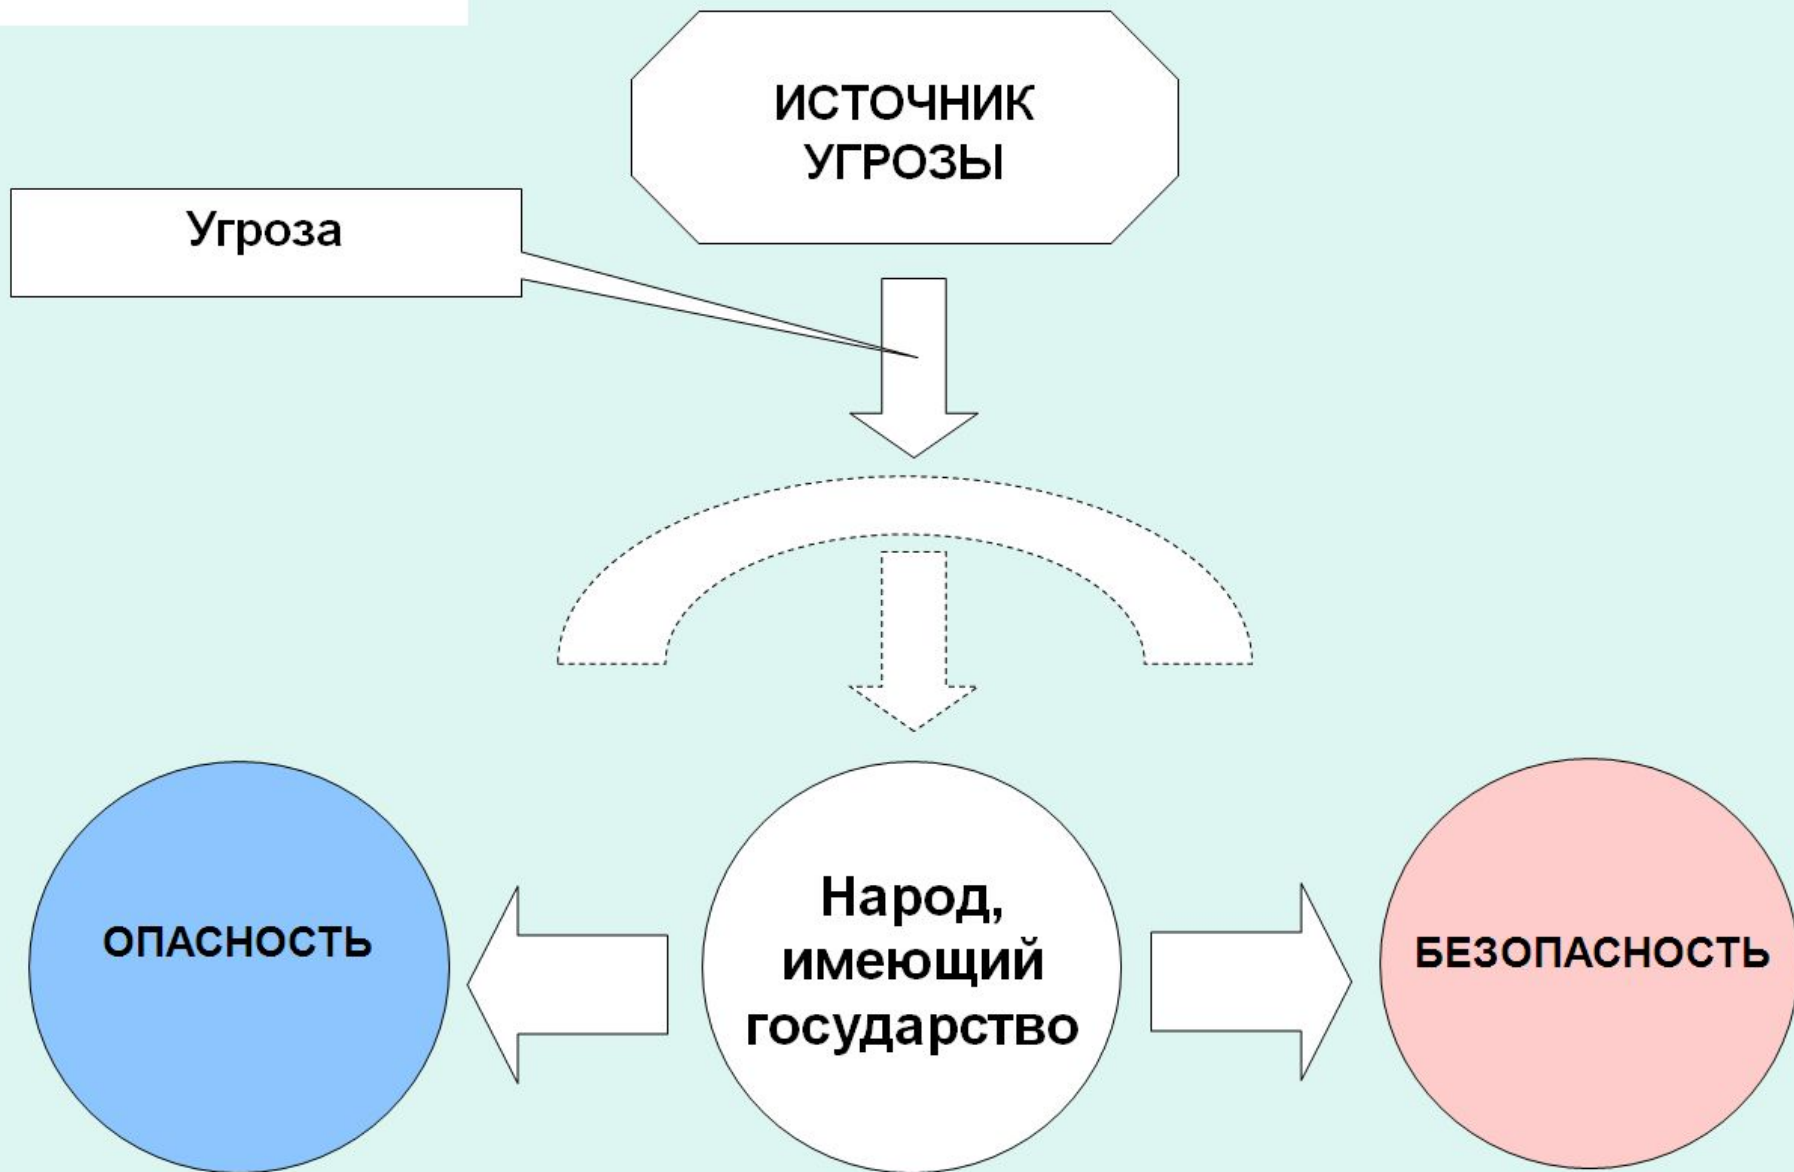 ИСТОЧНИК
УГРОЗЫ
Угроза
ОПАСНОСТЬ
Народ,
имеющий
государство
БЕЗОПАСНОСТЬ